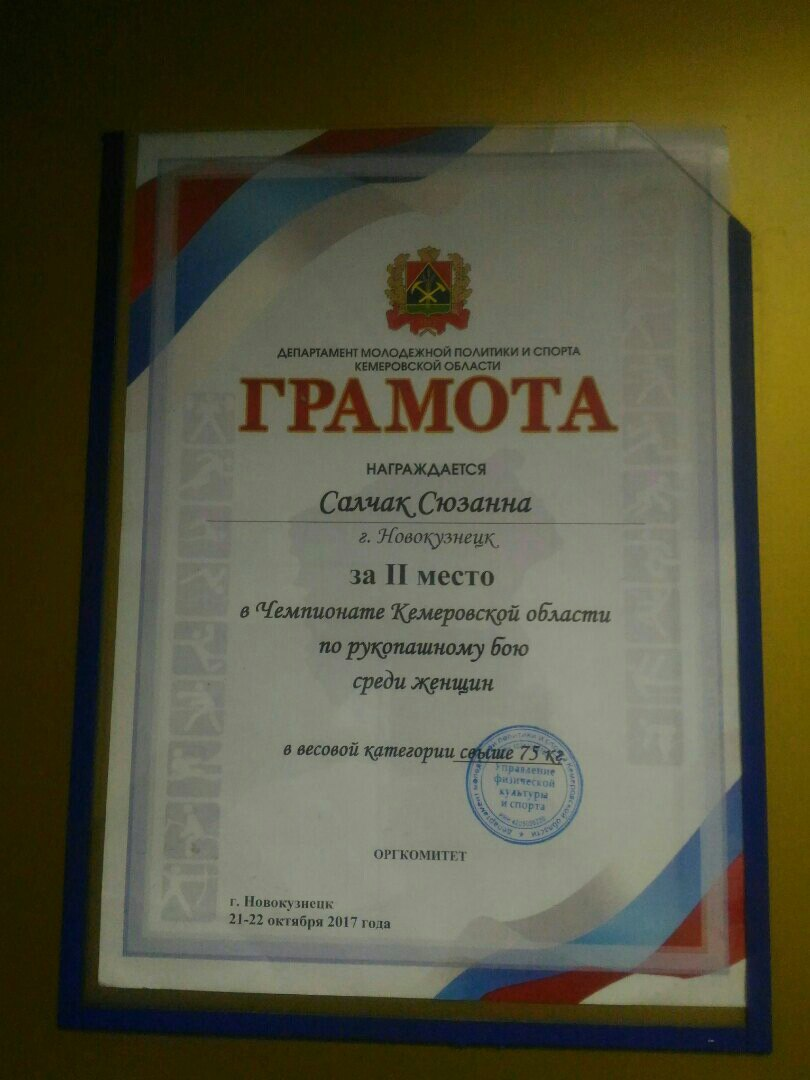 ДЕПАРТАМЕНТ МОЛОДЕЖНОЙ ПОЛИТИКИ И СПОРТА
КЕМЕРОВСКОЙ ОБЛАСТИ
ГРАМОТА
НАГРАЖДАЕТСЯ
Салчак Сюзанна
г. Новокузнецк
за II место
в Чемпионате Кемеровской области
по рукопашному бою
среди женщин
в весовой категории свыше 75 кг
Управление
физической
культуры
и спорта
ОРГКОМИТЕТ
г. Новокузнецк
21-22 октября 2017 года